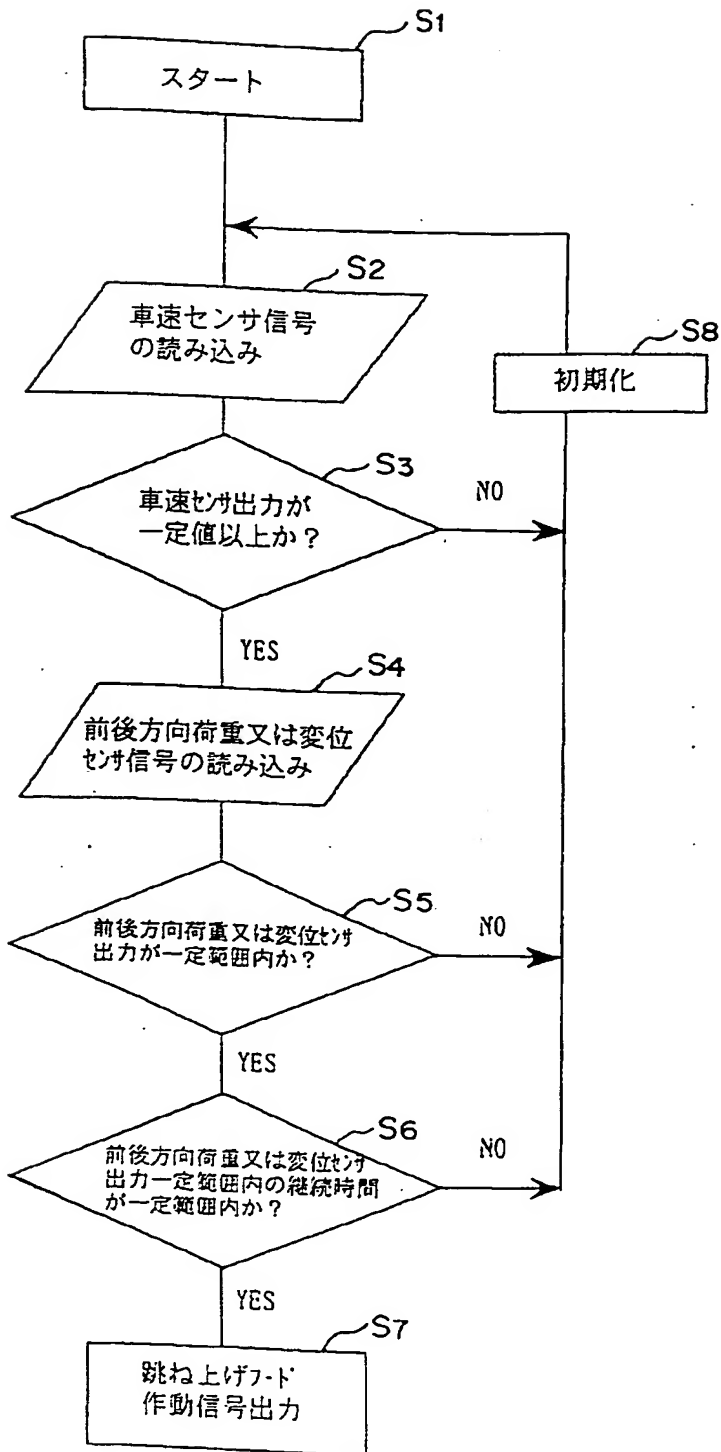 S1
スタート
S2
車速センサ信号
の読み込み
S8
初期化
S3
車速センサ出力が
一定値以上か?
NO
YES
S4
前後方向荷重又は変位
センサ信号の読み込み
S5
前後方向荷重又は変位センサ
出力が一定範囲内か?
NO
YES
S6
前後方向荷重又は変位センサ
出力一定範囲内の継続時間
が一定範囲内か?
NO
YES
S7
跳ね上げフード
作動信号出力